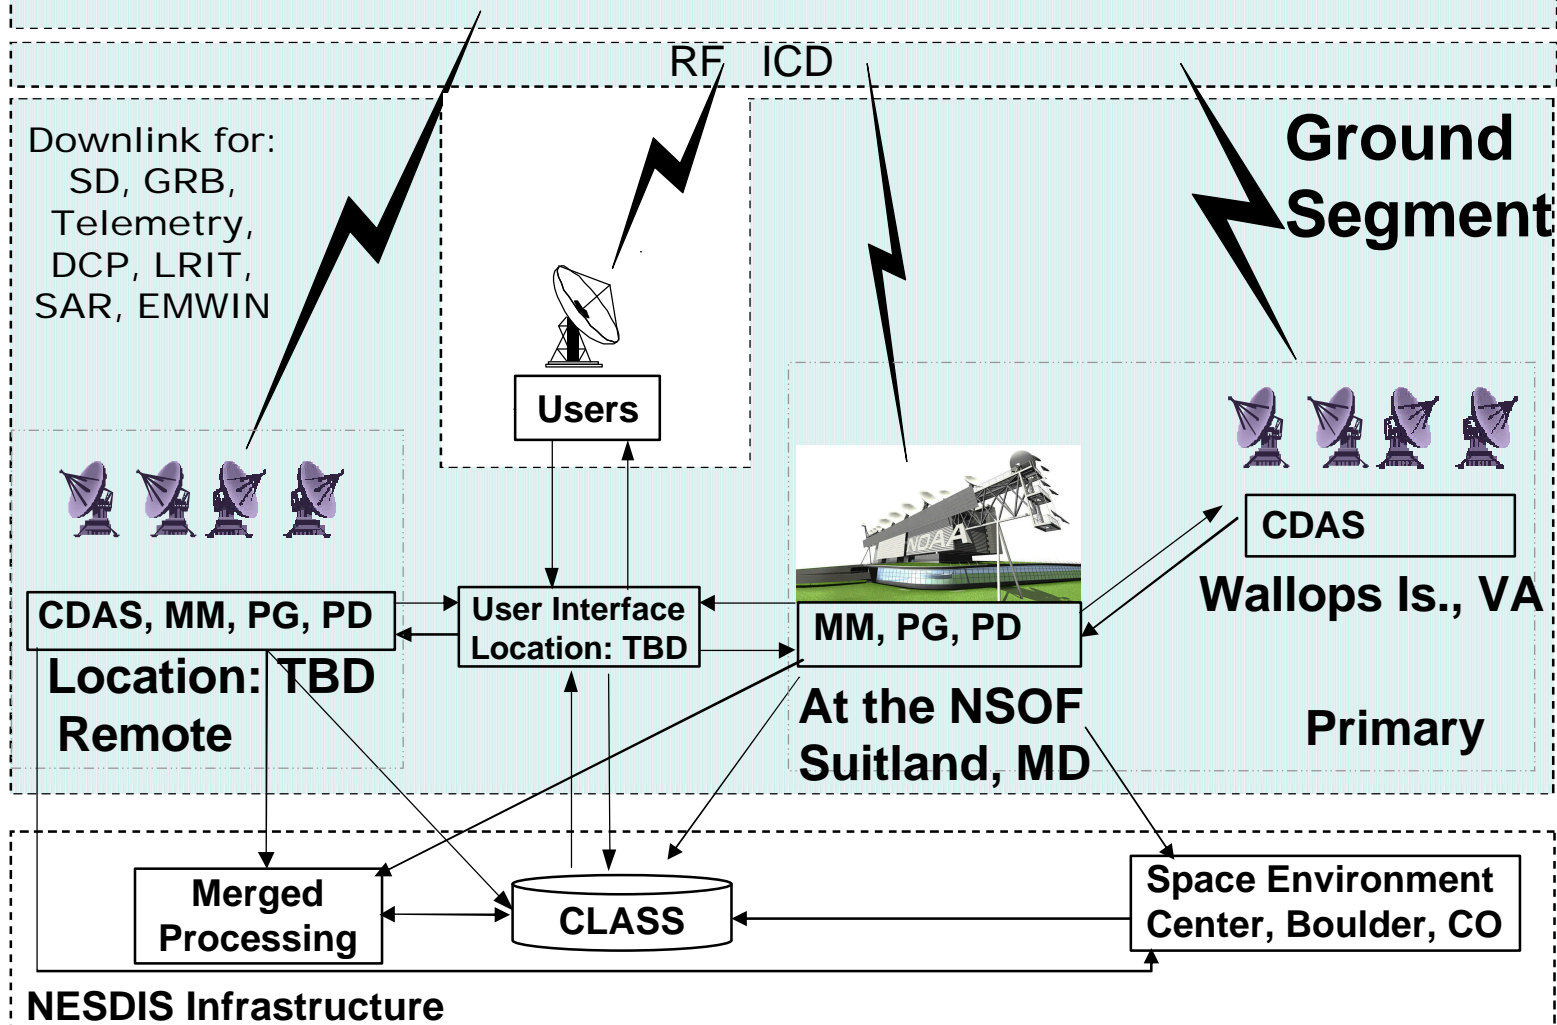 RF ICD
Downlink for:
SD, GRB,
Telemetry,
DCP, LRIT,
SAR, EMWIN
Ground
Segment
Users
NOAA
CDAS
Wallops Is., VA
CDAS, MM, PG, PD
Location: TBD
Remote
User Interface
Location: TBD
MM, PG, PD
At the NSOF
Suitland, MD
Primary
Merged
Processing
CLASS
Space Environment
Center, Boulder, CO
NESDIS Infrastructure